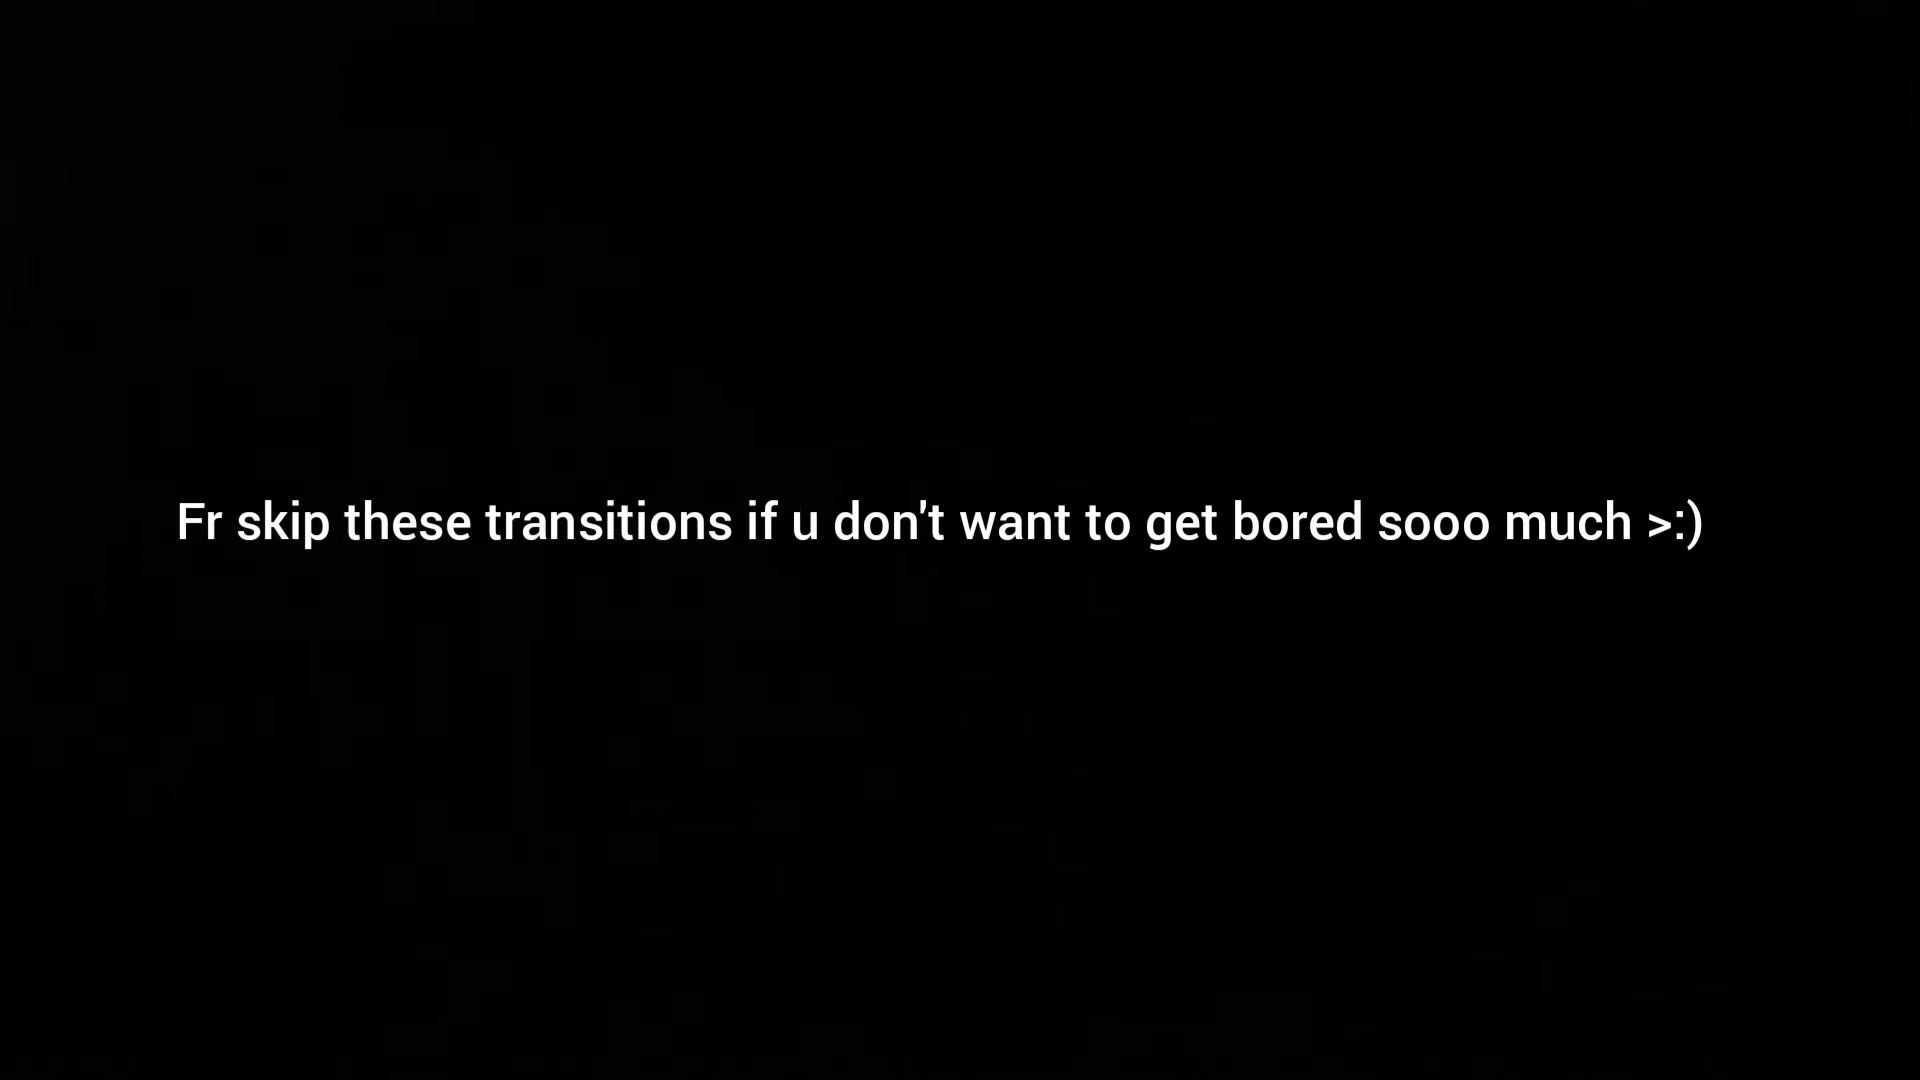 Fr skip these transitions if u don't want to get bored sooo much >:)